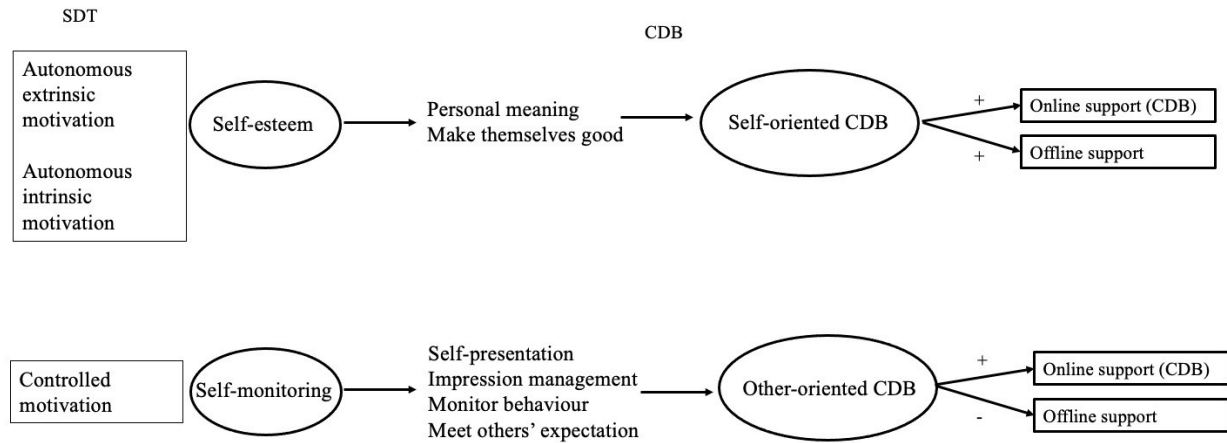 SDT
CDB
Autonomous
extrinsic
motivation
Autonomous
intrinsic
motivation
Self-esteem
Personal meaning
Make themselves good
Self-oriented CDB
+
Online support (CDB)
+
Offline support
Controlled
motivation
Self-monitoring
Self-presentation
Impression management
Monitor behaviour
Meet others’ expectation
Other-oriented CDB
+
Online support (CDB)
-
Offline support